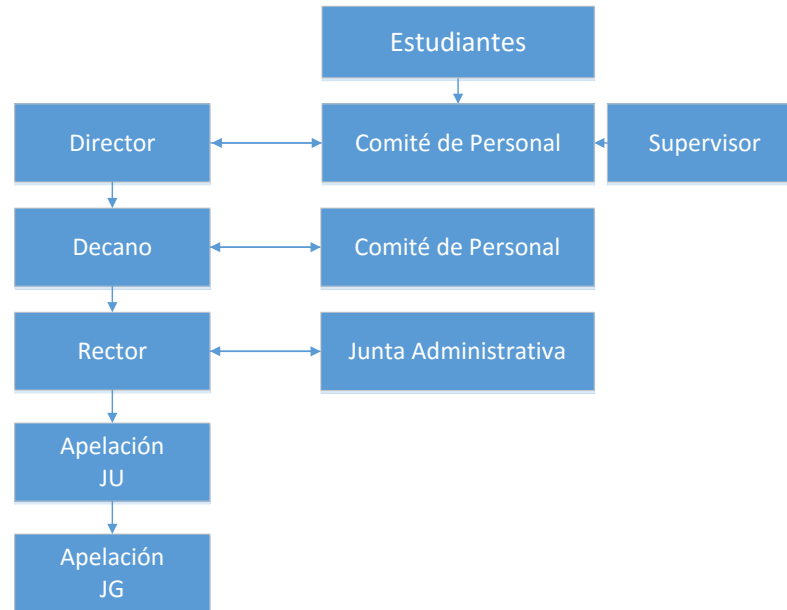 Estudiantes
Director
Comité de Personal
Supervisor
Decano
Comité de Personal
Rector
Junta Administrativa
Apelación
JU
Apelación
JG